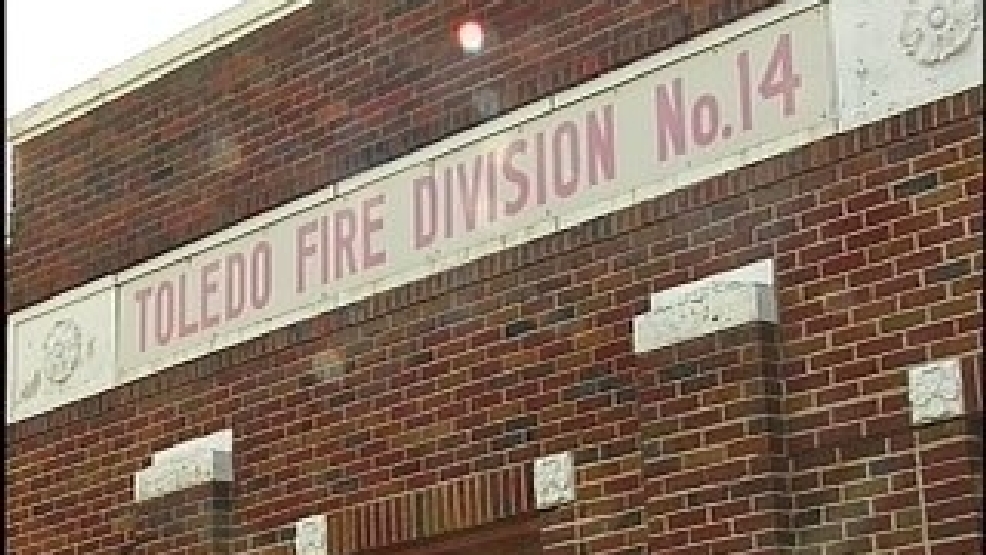 TOLEDO FIRE DIVISION No.14